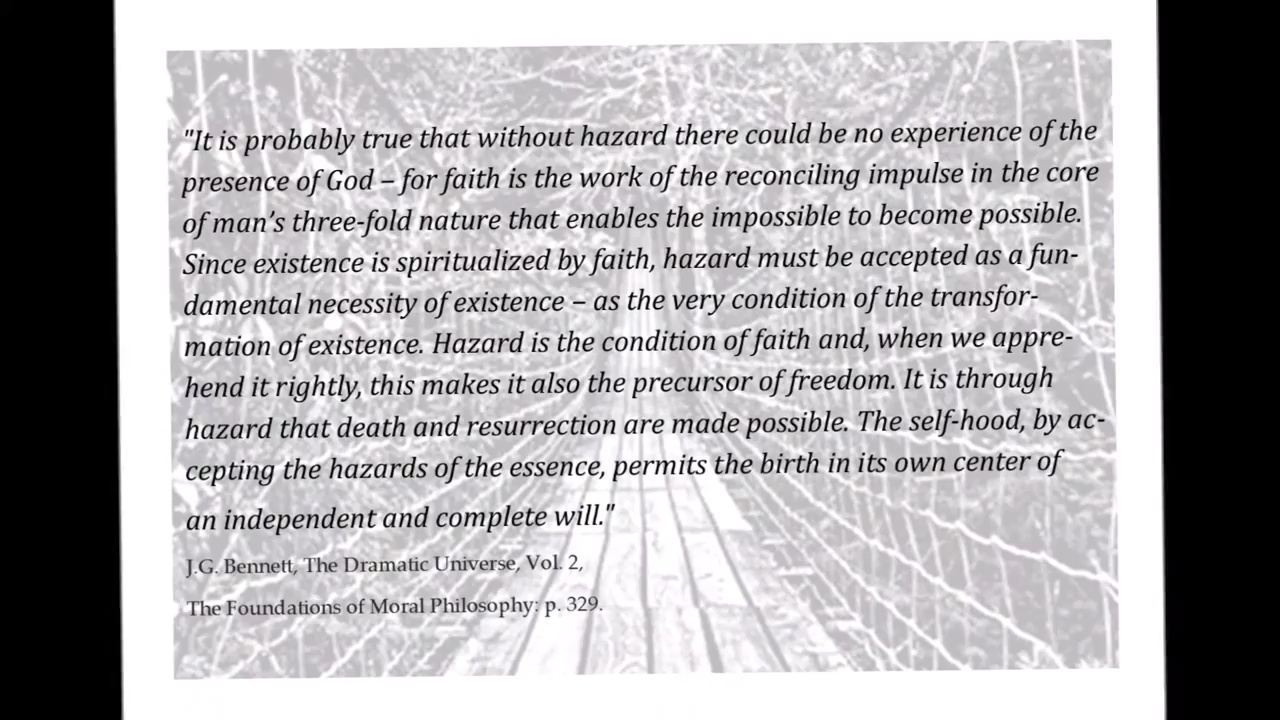 "It is probably true that without hazard there could be no experience of the
presence of God – for faith is the work of the reconciling impulse in the core
of man's three-fold nature that enables the impossible to become possible.
Since existence is spiritualized by faith, hazard must be accepted as a fun-
damental necessity of existence – as the very condition of the transfor-
mation of existence. Hazard is the condition of faith and, when we appre-
hend it rightly, this makes it also the precursor of freedom. It is through
hazard that death and resurrection are made possible. The self-hood, by ac-
cepting the hazards of the essence, permits the birth in its own center of
an independent and complete will."
J.G. Bennett, The Dramatic Universe, Vol. 2,
The Foundations of Moral Philosophy: p. 329.